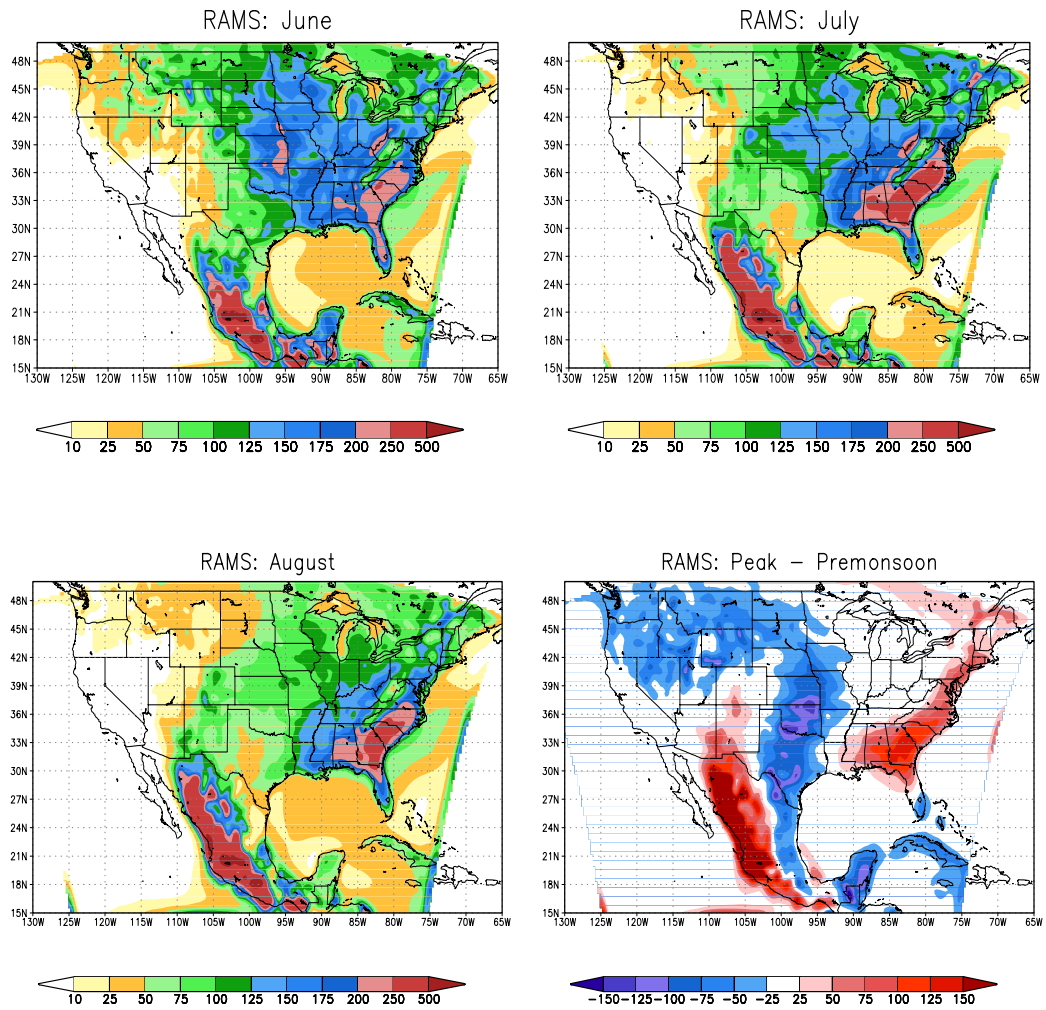 RAMS: June
48N
45N
42N
39N
36N
33N
30N
27N
24N
21N
18N
15N
130W 125W 120W 115W 110W 105W 100W 95W 90W 85W 80W 75W 70W 65W
10 25 50 75 100 125 150 175 200 250 500
RAMS: July
48N
45N
42N
39N
36N
33N
30N
27N
24N
21N
18N
15N
130W 125W 120W 115W 110W 105W 100W 95W 90W 85W 80W 75W 70W 65W
10 25 50 75 100 125 150 175 200 250 500
RAMS: August
48N
45N
42N
39N
36N
33N
30N
27N
24N
21N
18N
15N
130W 125W 120W 115W 110W 105W 100W 95W 90W 85W 80W 75W 70W 65W
10 25 50 75 100 125 150 175 200 250 500
RAMS: Peak – Premonsoon
48N
45N
42N
39N
36N
33N
30N
27N
24N
21N
18N
15N
130W 125W 120W 115W 110W 105W 100W 95W 90W 85W 80W 75W 70W 65W
−150 −125 −100 −75 −50 −25 25 50 75 100 125 150